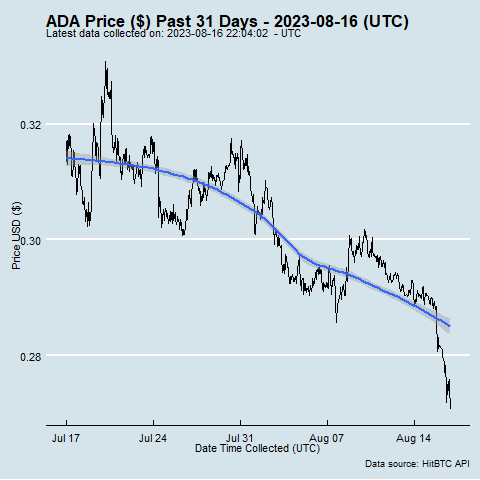 ADA Price ($) Past 31 Days - 2023-08-16 (UTC)
Latest data collected on: 2023-08-16 22:04:02  - UTC
0.32
0.30
0.28
Price USD ($)
Jul 17 Jul 24 Jul 31 Aug 07 Aug 14
Date Time Collected (UTC)
Data source: HitBTC API